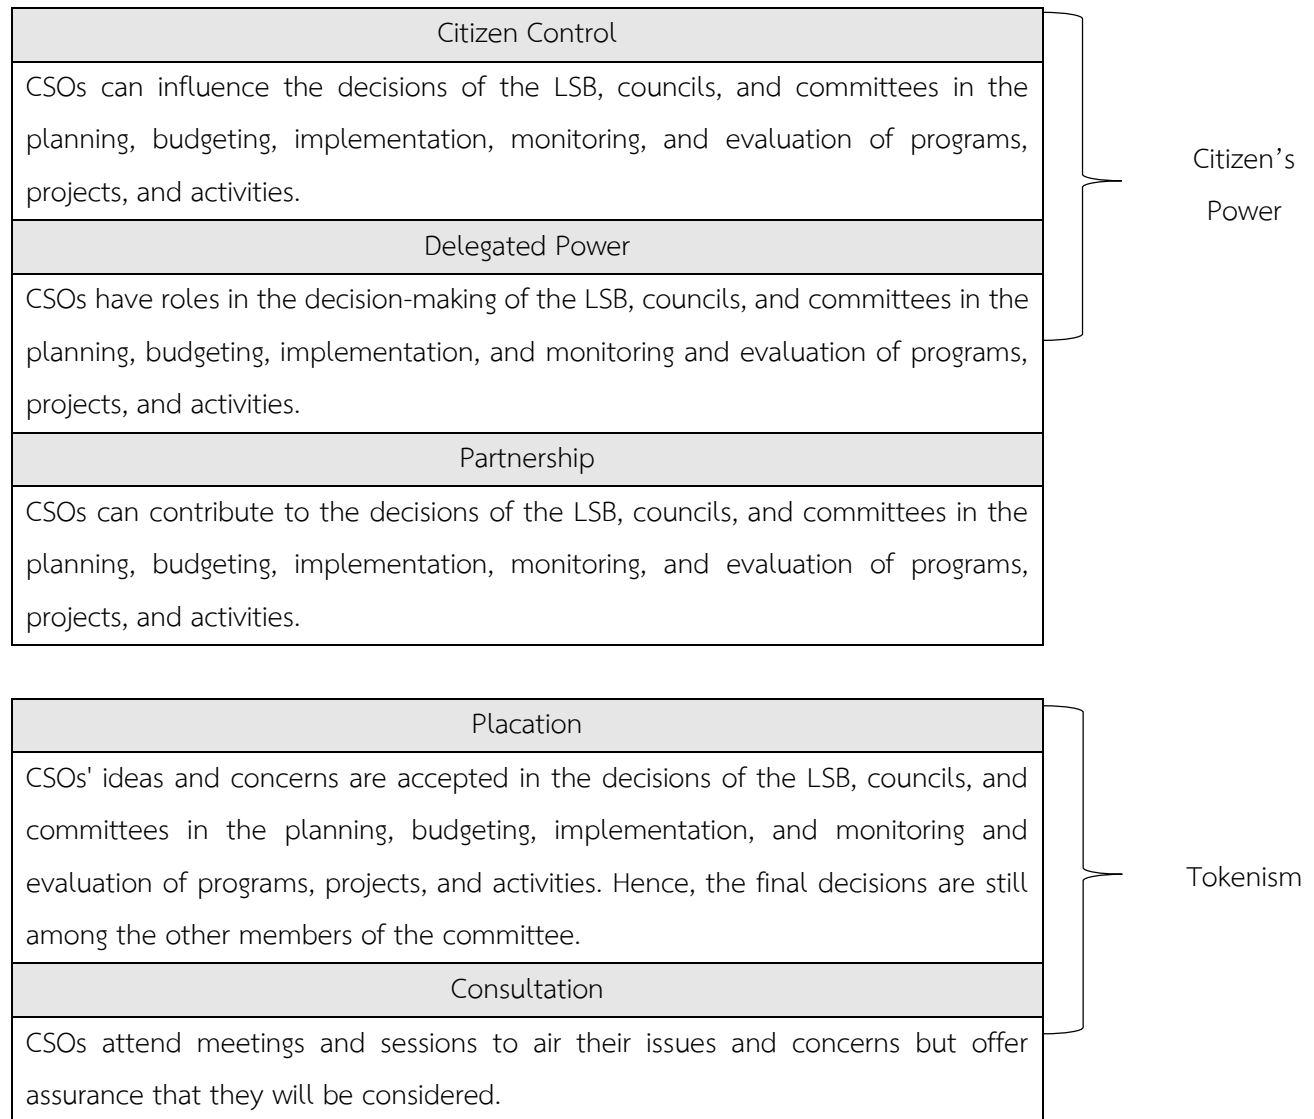 Citizen Control
CSOs can influence the decisions of the LSB, councils, and committees in the
planning, budgeting, implementation, monitoring, and evaluation of programs,
projects, and activities.
Citizen’s
Power
Delegated Power
CSOs have roles in the decision-making of the LSB, councils, and committees in the
planning, budgeting, implementation, and monitoring and evaluation of programs,
projects, and activities.
Partnership
CSOs can contribute to the decisions of the LSB, councils, and committees in the
planning, budgeting, implementation, monitoring, and evaluation of programs,
projects, and activities.
Placation
CSOs' ideas and concerns are accepted in the decisions of the LSB, councils, and
committees in the planning, budgeting, implementation, and monitoring and
evaluation of programs, projects, and activities. Hence, the final decisions are still
among the other members of the committee.
Tokenism
Consultation
CSOs attend meetings and sessions to air their issues and concerns but offer
assurance that they will be considered.